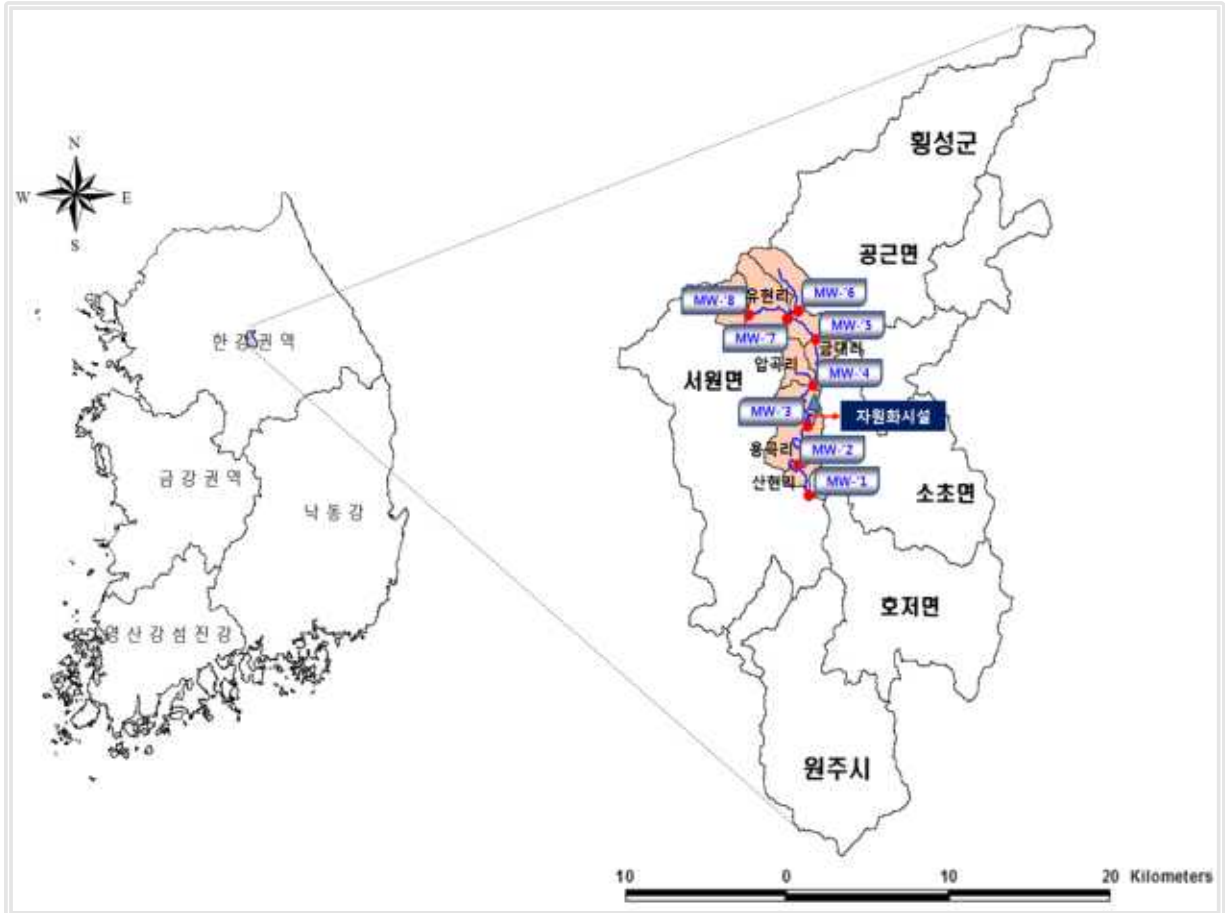 N
W
E
S
한강권역
금강권역
낙동강
영산강섬진강
횡성군
공근면
유현리
MW-'8
MW-'6
MW-'7
MW-'5
금대리
압곡리
MW-'4
서원면
MW-'3
자원화시설
용곡리
MW-'2
산현리
MW-'1
소초면
호저면
원주시
10 0 10 20 Kilometers